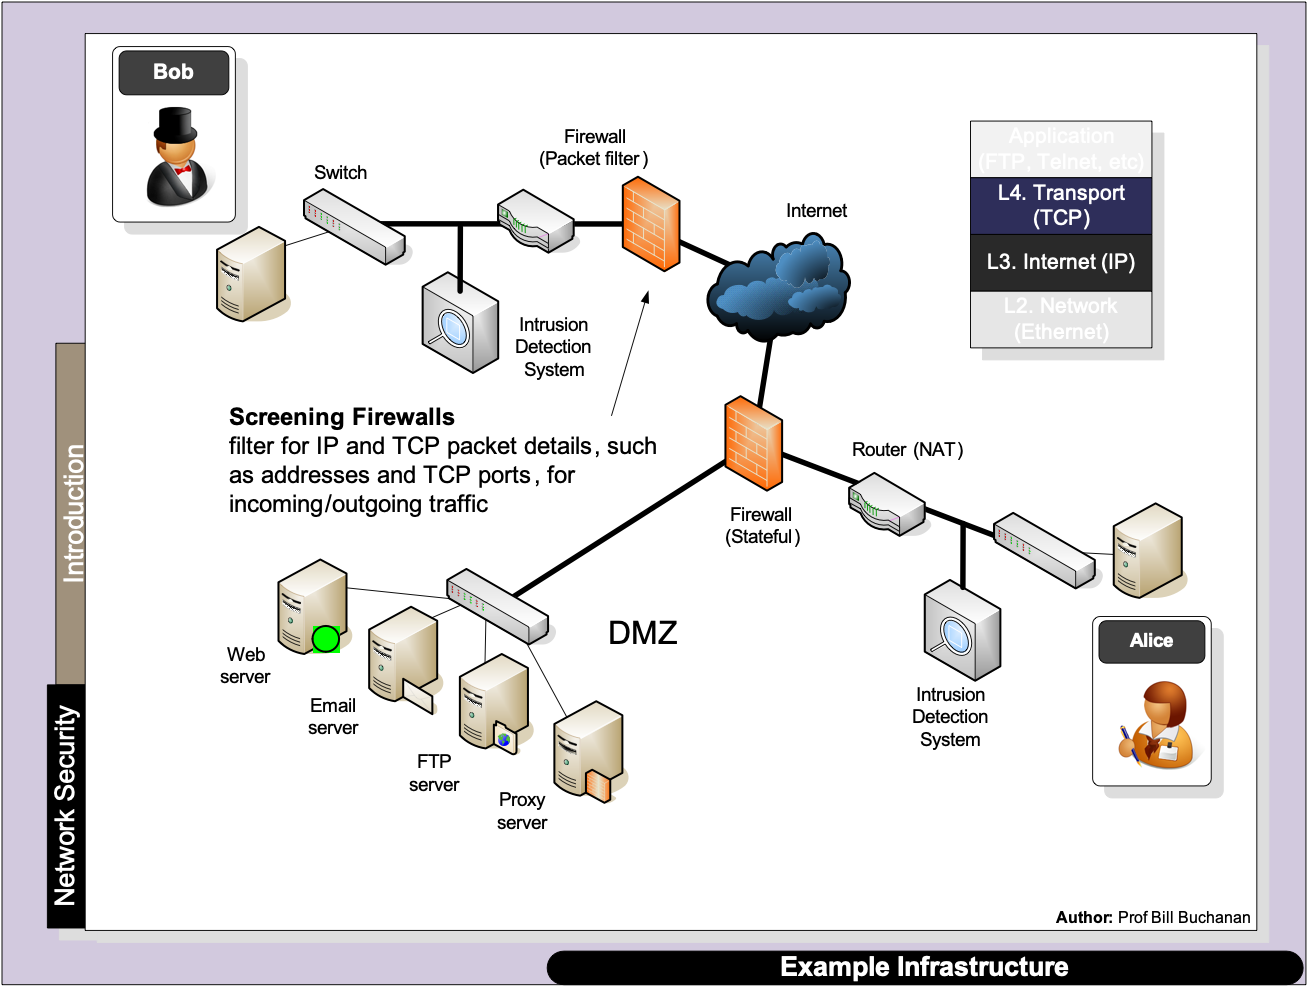 Bob
Firewall
(Packet filter)
Switch
Internet
Application
(FTP, Telnet, etc)
L4. Transport
(TCP)
L3. Internet (IP)
L2. Network
(Ethernet)
Intrusion
Detection
System
Screening Firewalls
filter for IP and TCP packet details, such
as addresses and TCP ports, for
incoming/outgoing traffic
Router (NAT)
Firewall
(Stateful)
DMZ
Web
server
Email
server
FTP
server
Proxy
server
Intrusion
Detection
System
Alice
Introduction
Network Security
Author: Prof Bill Buchanan
Example Infrastructure